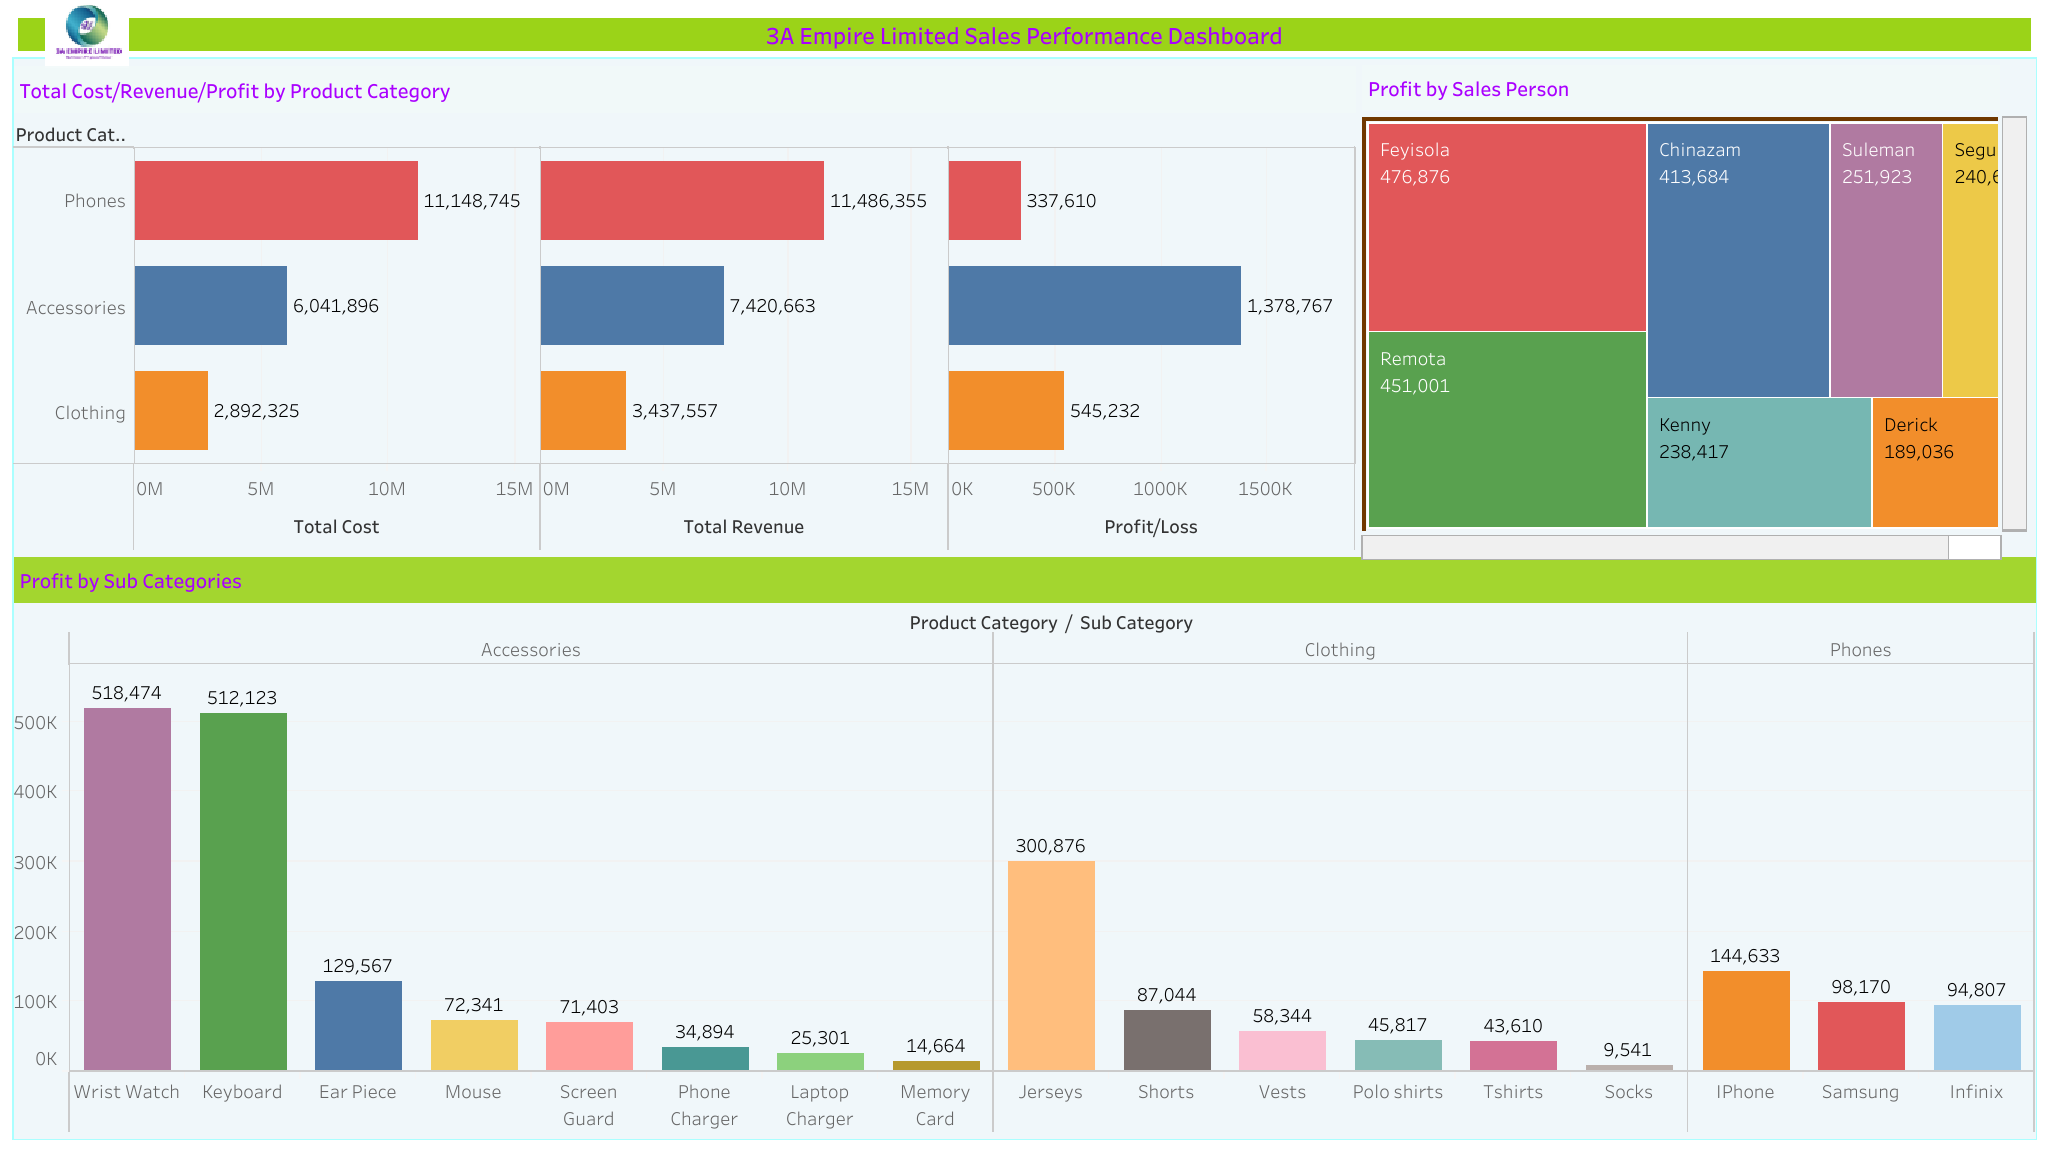 3A Empire Limited Sales Performance Dashboard
3A EMPIRE LIMITED
Total Cost/Revenue/Profit by Product Category
Product Cat..
Phones
11,148,745
11,486,355
337,610
Accessories
6,041,896
7,420,663
1,378,767
Clothing
2,892,325
3,437,557
545,232
0M 5M 10M 15M 0M 5M 10M 15M 0K 500K 1000K 1500K
Total Cost Total Revenue Profit/Loss
Profit by Sales Person
Feyisola
476,876
Remota
451,001
Chinazam
413,684
Suleman
251,923
Segu
240,6
Kenny
238,417
Derick
189,036
Profit by Sub Categories
Product Category / Sub Category
Accessories Clothing Phones
500K
400K
300K
200K
100K
0K
518,474
512,123
129,567
72,341
71,403
34,894
25,301
14,664
300,876
87,044
58,344
45,817
43,610
9,541
144,633
98,170
94,807
Wrist Watch
Keyboard
Ear Piece
Mouse
Screen
Guard
Phone
Charger
Laptop
Charger
Memory
Card
Jerseys
Shorts
Vests
Polo shirts
Tshirts
Socks
IPhone
Samsung
Infinix